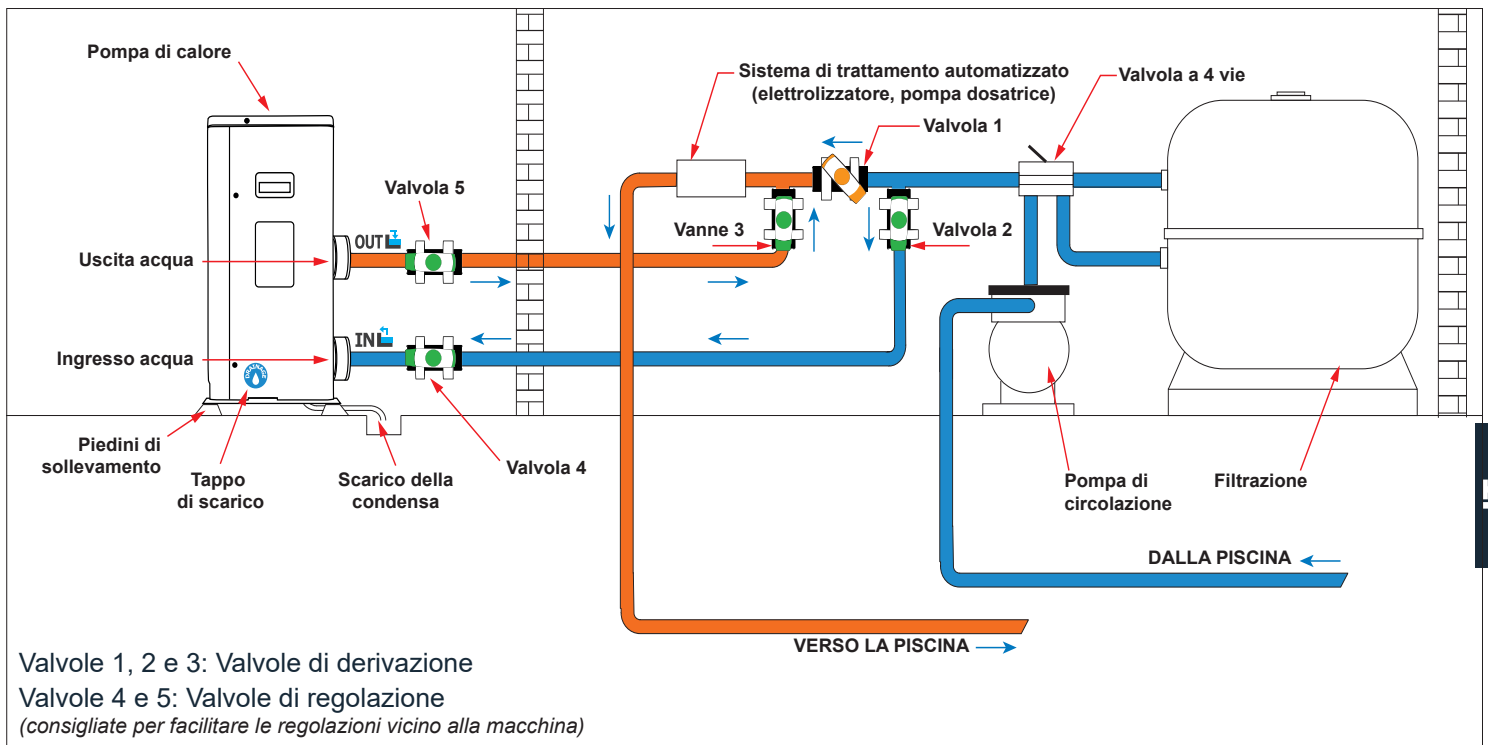 Pompa di calore
Sistema di trattamento automatizzato
(elettrolizzatore, pompa dosatrice)
Valvola a 4 vie
Valvola 1
Valvola 5
Vanne 3
Valvola 2
OUT
Uscita acqua
IN
Ingresso acqua
DRAINAGE
Piedini di
sollevamento
Tappo
di scarico
Scarico della
condensa
Valvola 4
Pompa di
circolazione
Filtrazione
DALLA PISCINA
VERSO LA PISCINA
Valvole 1, 2 e 3: Valvole di derivazione
Valvole 4 e 5: Valvole di regolazione
(consigliate per facilitare le regolazioni vicino alla macchina)